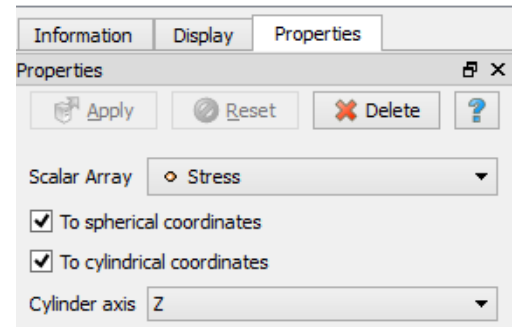 Information Display Properties
Properties
Apply Reset Delete ?
Scalar Array Stress
To spherical coordinates
To cylindrical coordinates
Cylinder axis Z